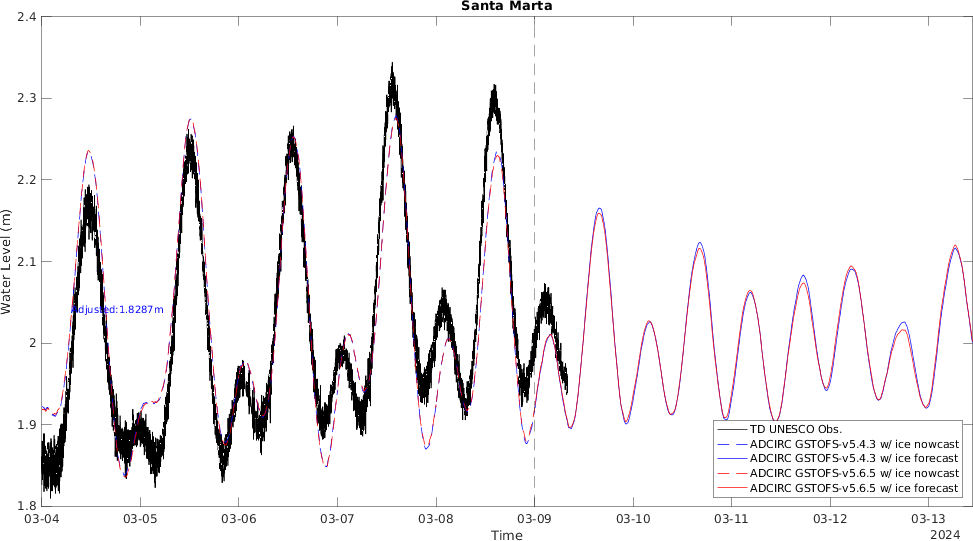 Santa Marta
Water Level (m)
2.4
2.3
2.2
2.1
2
1.9
1.8
Adjusted:1.8287m
TD UNESCO Obs.
ADCIRC GSTOFS-v5.4.3 w/ ice nowcast
ADCIRC GSTOFS-v5.4.3 w/ ice forecast
ADCIRC GSTOFS-v5.6.5 w/ ice nowcast
ADCIRC GSTOFS-v5.6.5 w/ ice forecast
03-04 03-05 03-06 03-07 03-08 03-09 03-10 03-11 03-12 03-13
Time 2024